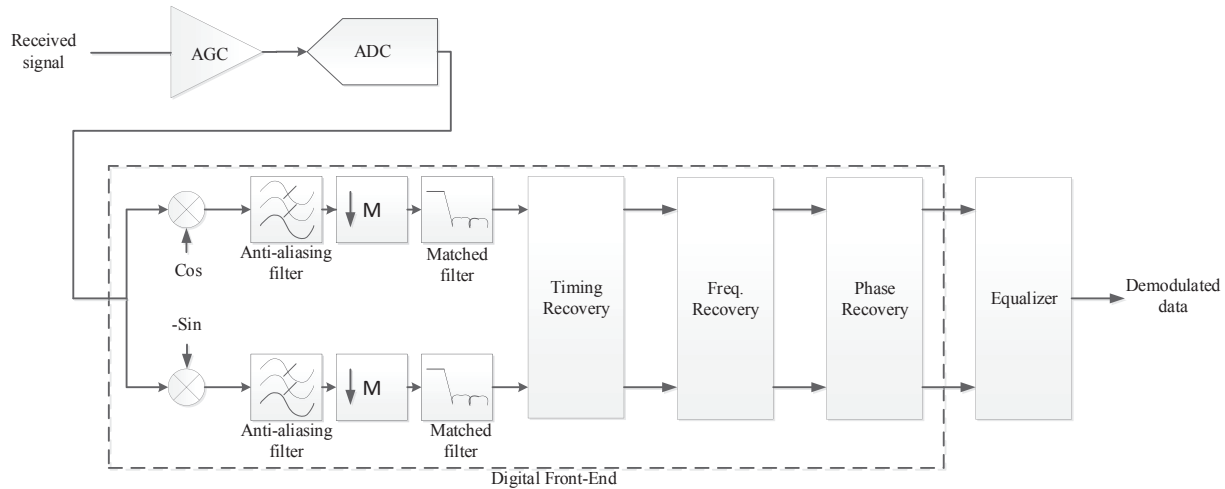 Received
signal
AGC
ADC
Cos
Anti-aliasing
filter
M
Matched
filter
-Sin
Anti-aliasing
filter
M
Matched
filter
Timing
Recovery
Freq.
Recovery
Phase
Recovery
Equalizer
Demodulated
data
Digital Front-End